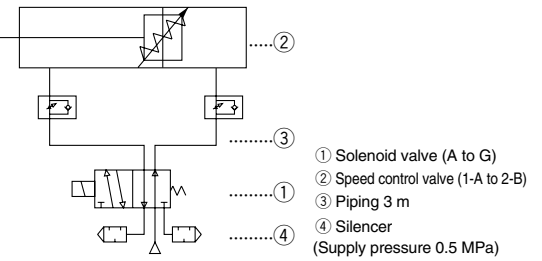 ......②
......③
① Solenoid valve (A to G)
② Speed control valve (1-A to 2-B)
......①
③ Piping 3 m
④ Silencer
......④
(Supply pressure 0.5 MPa)